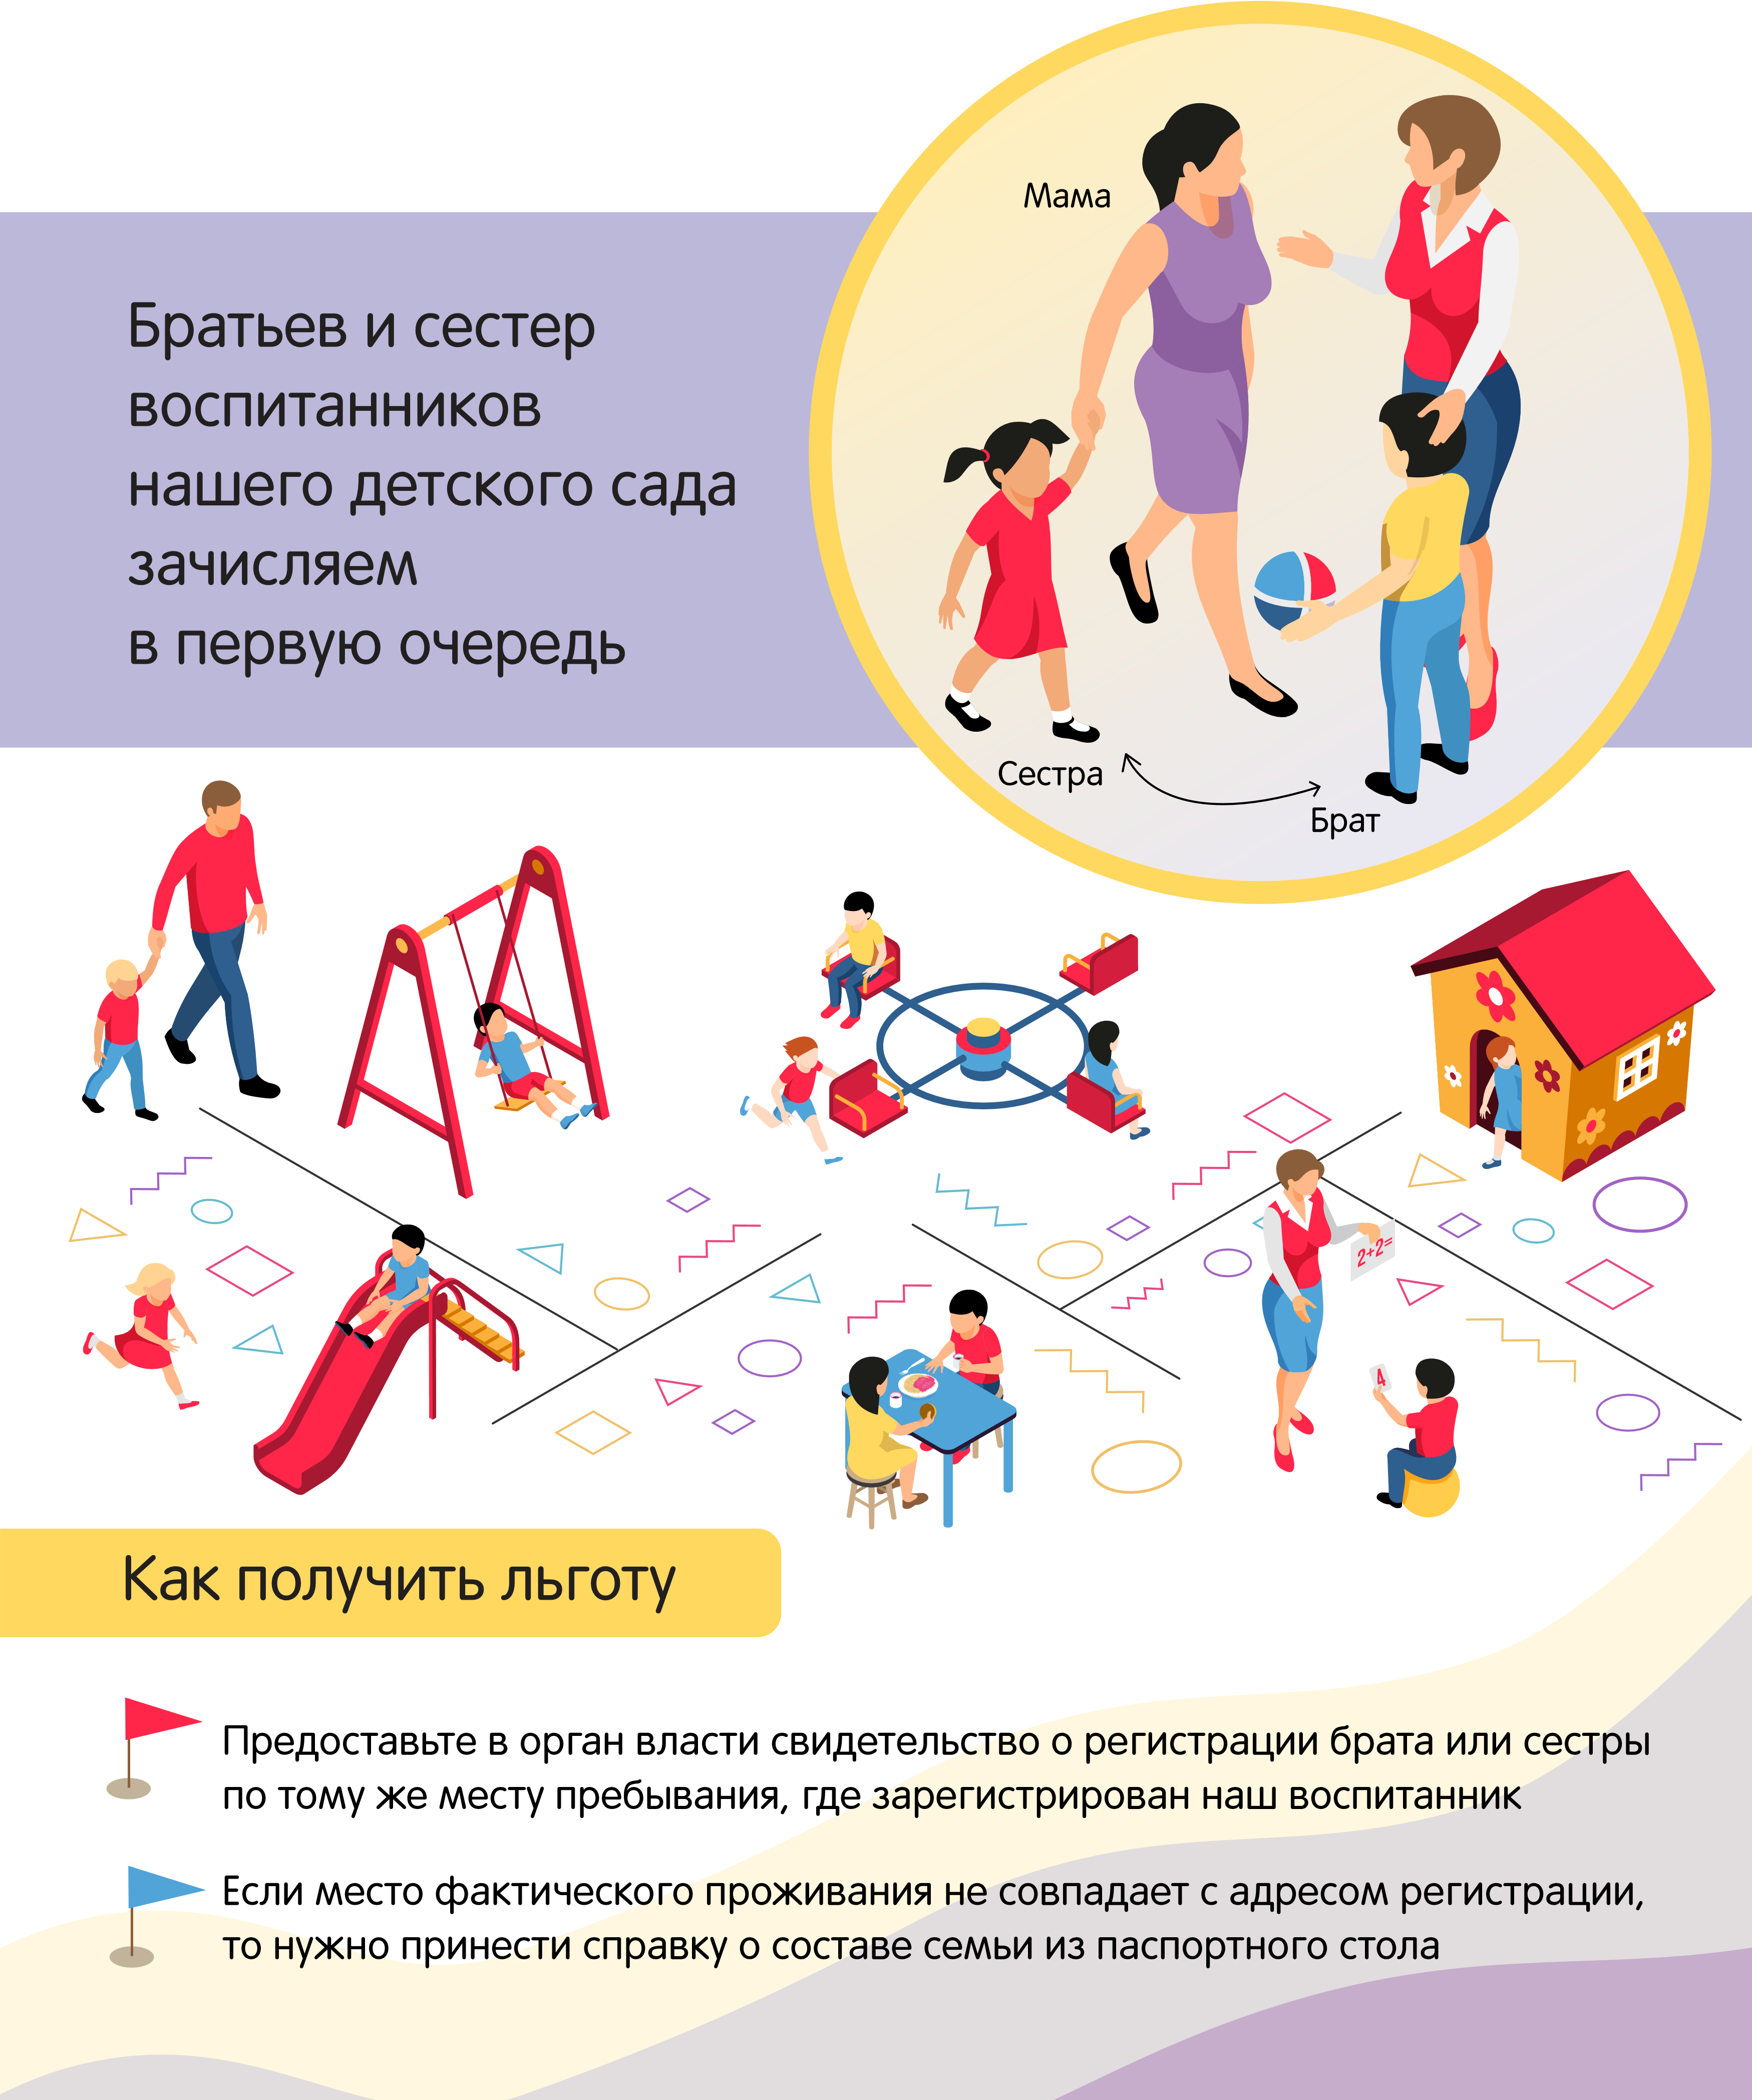 Мама
Братьев и сестер
воспитанников
нашего детского сада
зачисляем
в первую очередь
Сестра
Брат
2+2=
4
Как получить льготу
Предоставьте в орган власти свидетельство о регистрации брата или сестры
по тому же месту пребывания, где зарегистрирован наш воспитанник
Если место фактического проживания не совпадает с адресом регистрации,
то нужно принести справку о составе семьи из паспортного стола